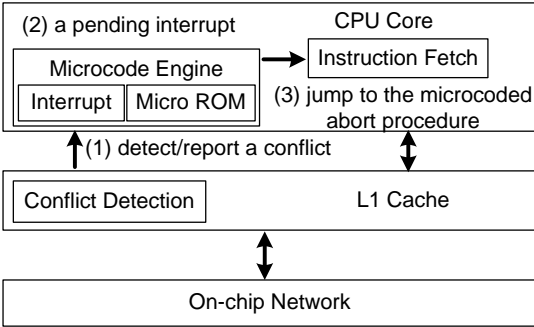 (2) a pending interrupt
CPU Core
Microcode Engine
Instruction Fetch
Interrupt
Micro ROM
(3) jump to the microcoded
abort procedure
(1) detect/report a conflict
Conflict Detection
L1 Cache
On-chip Network